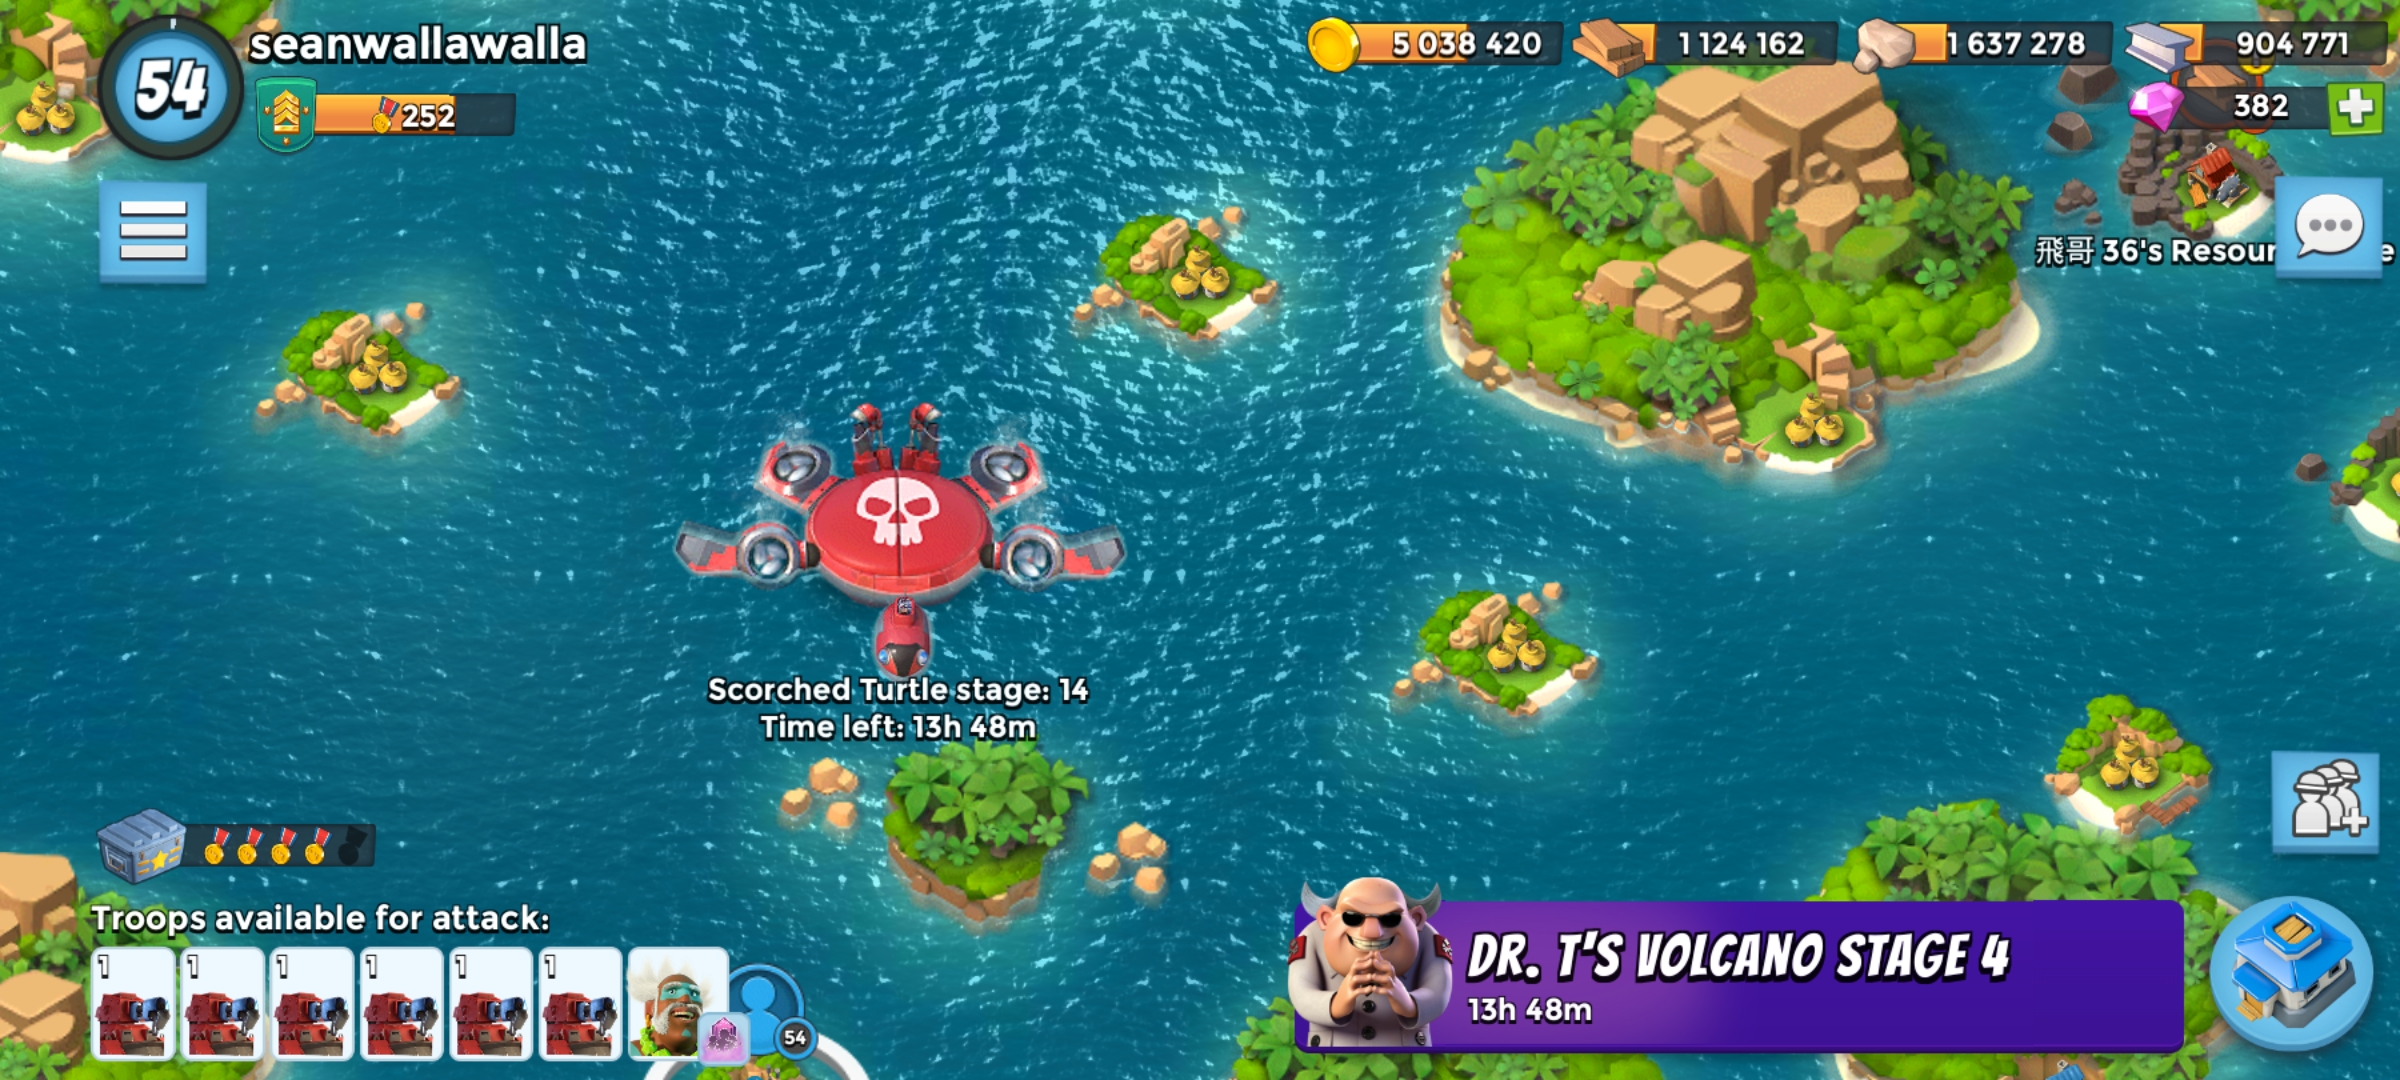 54
seanwallawalla
252
5 038 420
1 124 162
1 637 278
904 771
382
飛哥 36's Resour
e
Scorched Turtle stage: 14
Time left: 13h 48m
Troops available for attack:
1 1 1 1 1 1
54
DR. T'S VOLCANO STAGE 4
13h 48m